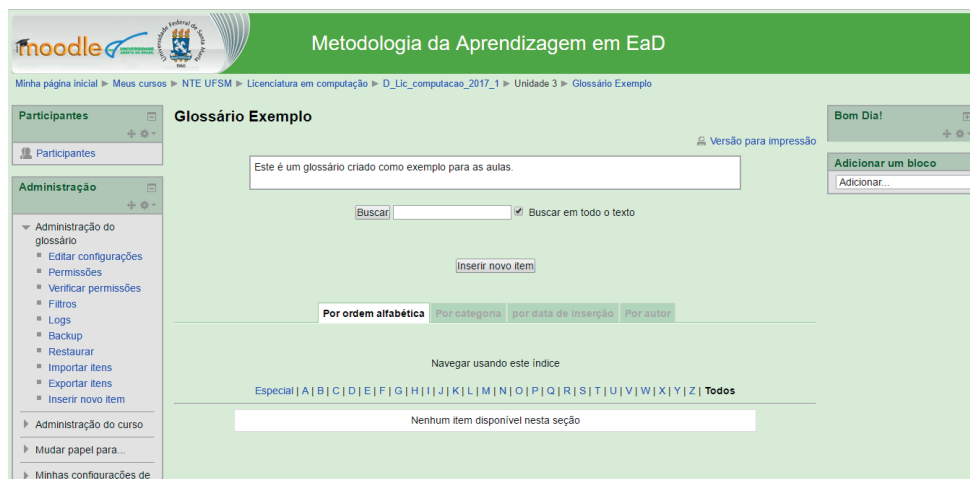 moodle
UNIVERSIDADE
ABERTA DO BRASIL
Universidade Federal de Santa Maria
1960
Metodologia da Aprendizagem em EaD
Minha página inicial ► Meus cursos ► NTE UFSM ► Licenciatura em computação ► D_Lic_computacao_2017_1 ► Unidade 3 ► Glossário Exemplo
Participantes
Participantes
Administração
Administração do
glossário
Editar configurações
Permissões
Verificar permissões
Filtros
Logs
Backup
Restaurar
Importar itens
Exportar itens
Inserir novo item
Administração do curso
Mudar papel para...
Minhas configurações de
Glossário Exemplo
Versão para impressão
Este é um glossário criado como exemplo para as aulas.
Buscar Buscar em todo o texto
Inserir novo item
Por ordem alfabética Por categoria por data de inserção Por autor
Navegar usando este índice
Especial | A | B | C | D | E | F | G | H | I | J | K | L | M | N | O | P | Q | R | S | T | U | V | W | X | Y | Z | Todos
Nenhum item disponível nesta seção
Bom Dia!
Adicionar um bloco
Adicionar...